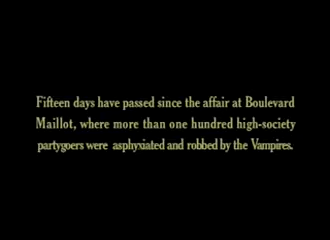 Fifteen days have passed since the affair at Boulevard
Maillot, where more than one hundred high-society
partygoers were asphyxiated and robbed by the Vampires.